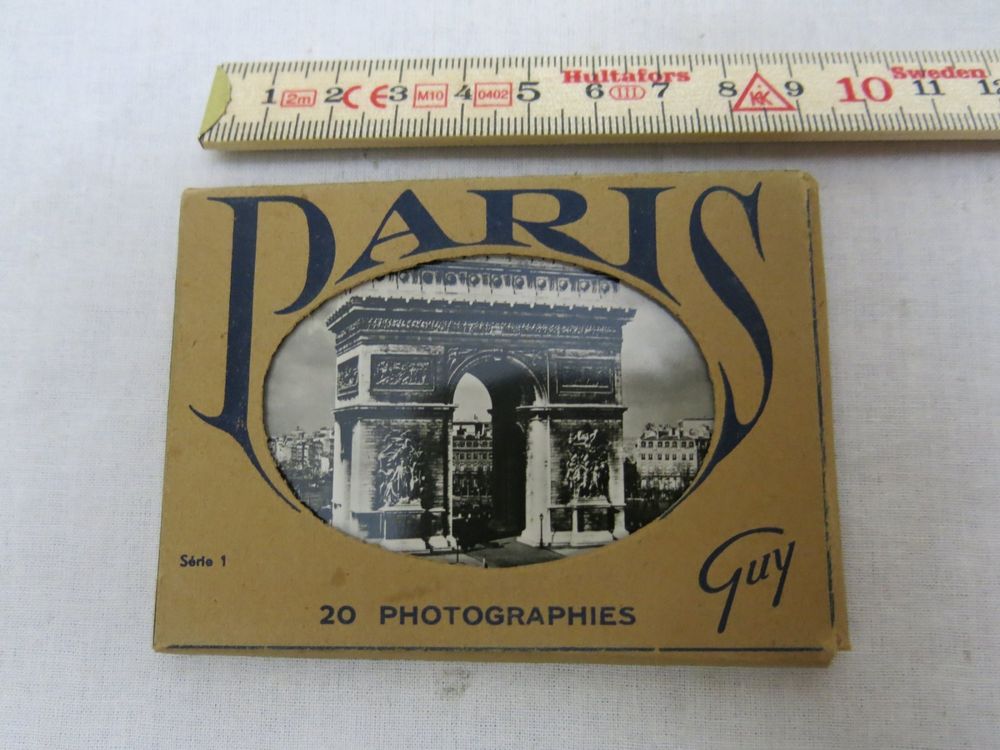 1 2m 2 CE 3 M10 4 0402 5 Hultafors 6 III 7 8 9 10 Sweden 11 12
PARIS
Série 1
Guy
20 PHOTOGRAPHIES